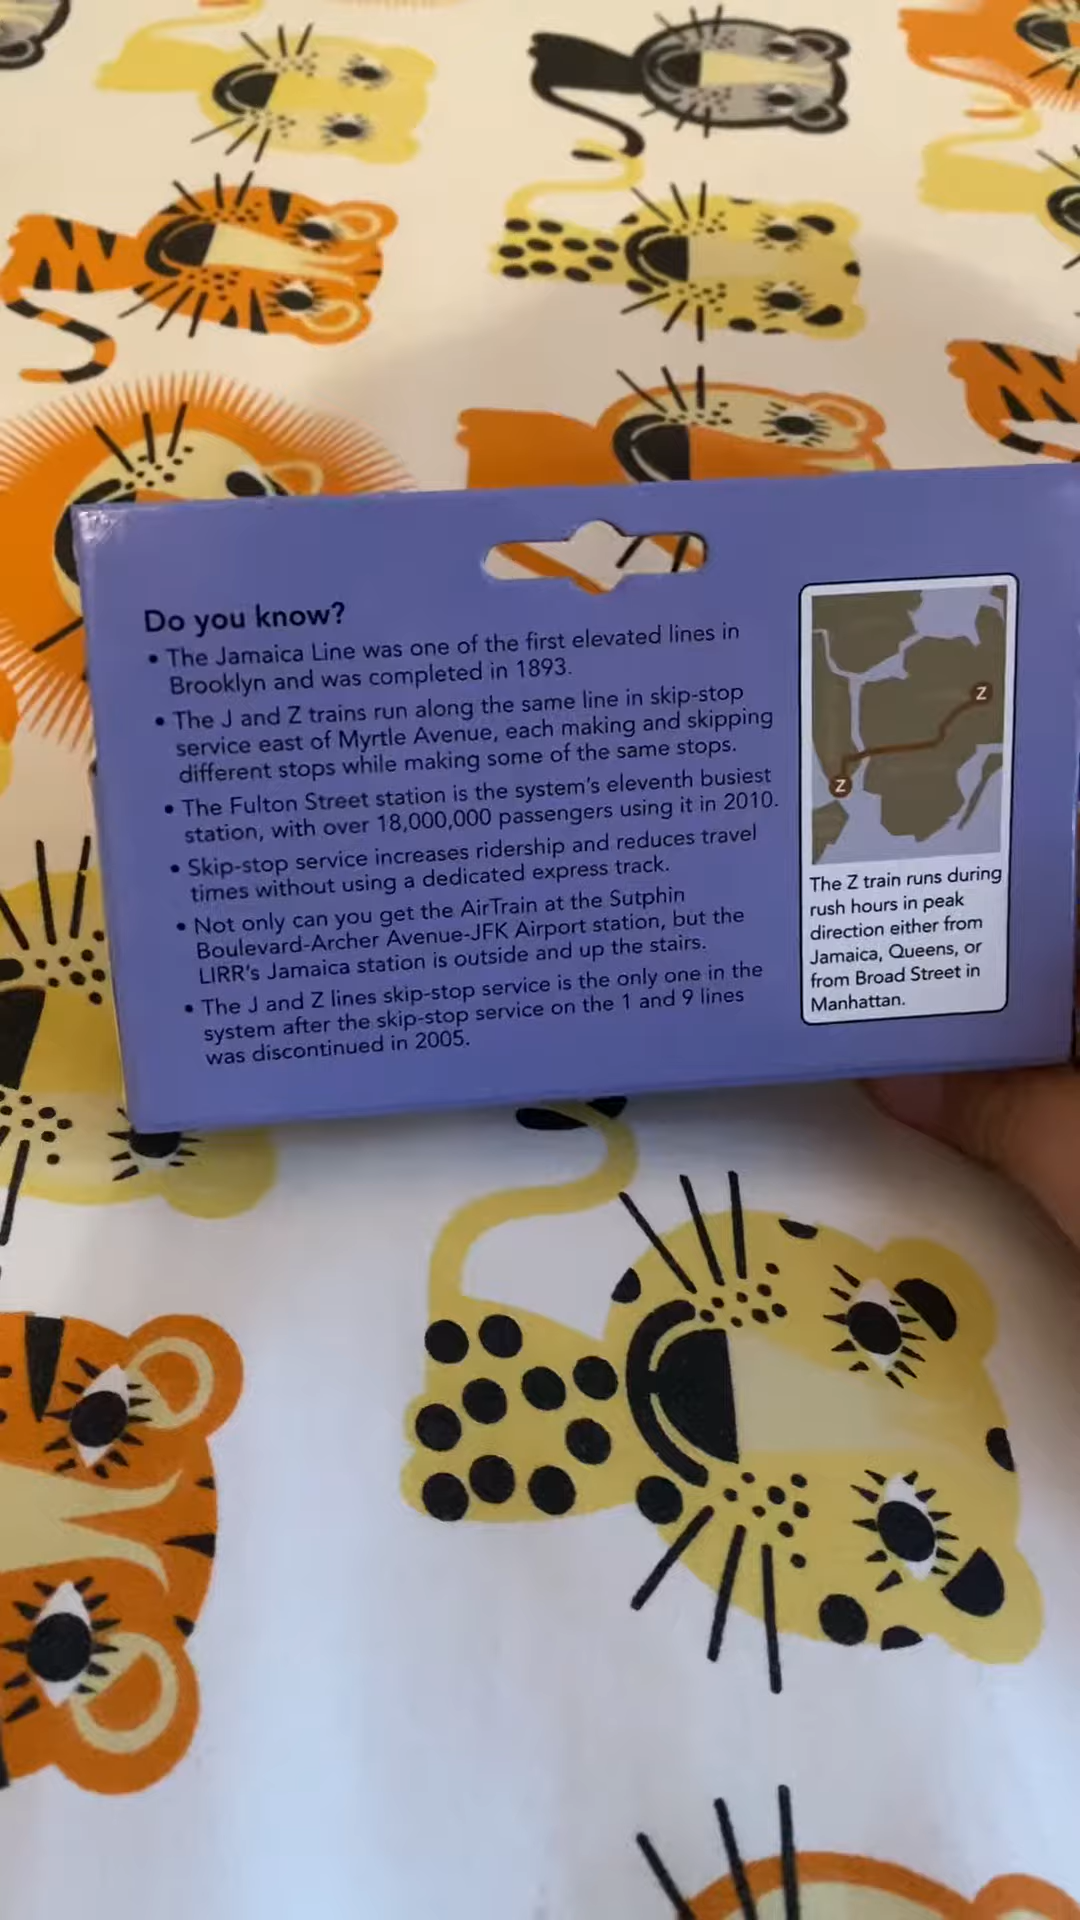 Do you know?
• The Jamaica Line was one of the first elevated lines in
Brooklyn and was completed in 1893.
• The J and Z trains run along the same line in skip-stop
service east of Myrtle Avenue, each making and skipping
different stops while making some of the same stops.
• The Fulton Street station is the system's eleventh busiest
station, with over 18,000,000 passengers using it in 2010.
• Skip-stop service increases ridership and reduces travel
times without using a dedicated express track.
• Not only can you get the AirTrain at the Sutphin
Boulevard-Archer Avenue-JFK Airport station, but the
LIRR's Jamaica station is outside and up the stairs.
• The J and Z lines skip-stop service is the only one in the
system after the skip-stop service on the 1 and 9 lines
was discontinued in 2005.
Z
Z
The Z train runs during
rush hours in peak
direction either from
Jamaica, Queens, or
from Broad Street in
Manhattan.